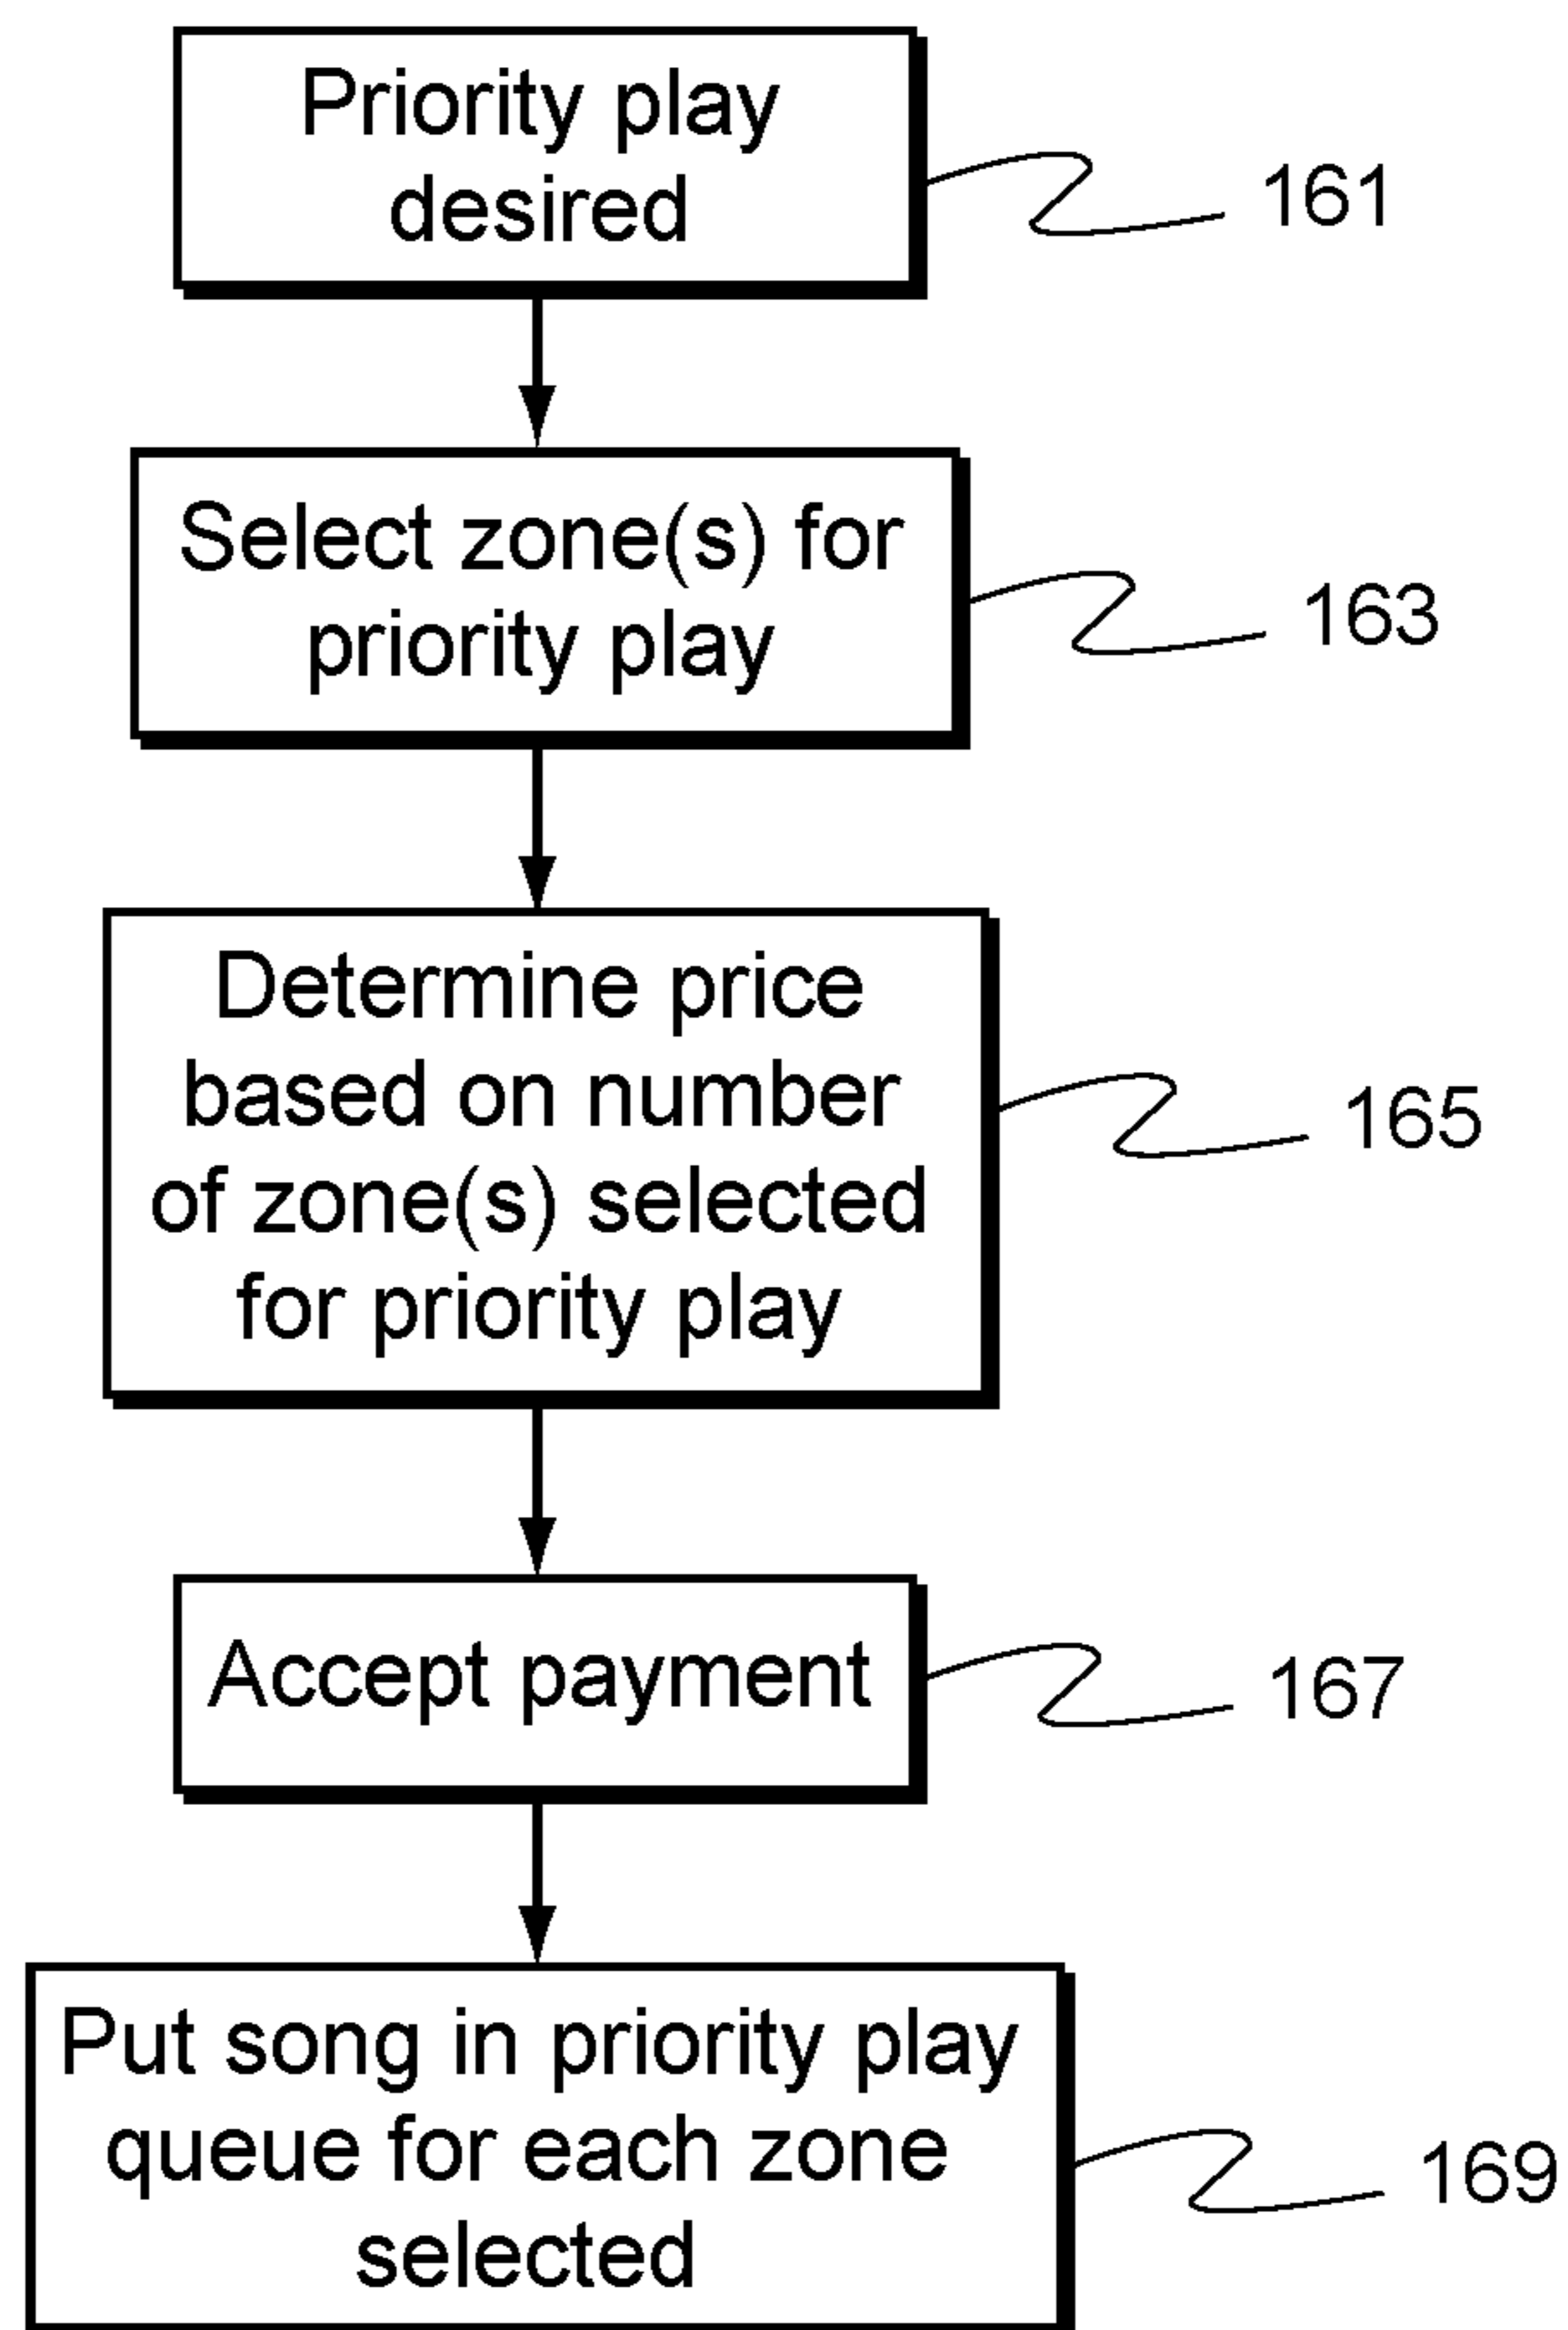 Priority play
desired
161
Select zone(s) for
priority play
163
Determine price
based on number
of zone(s) selected
for priority play
165
Accept payment
167
Put song in priority play
queue for each zone
selected
169